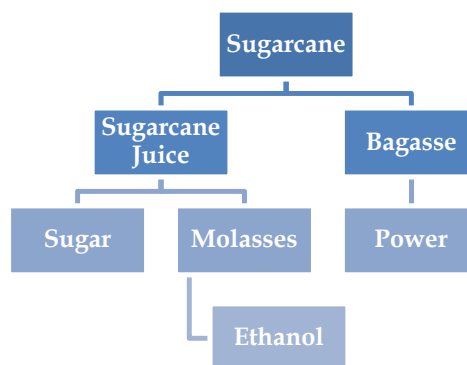 Sugarcane
Sugarcane
Juice
Bagasse
Sugar
Molasses
Power
Ethanol